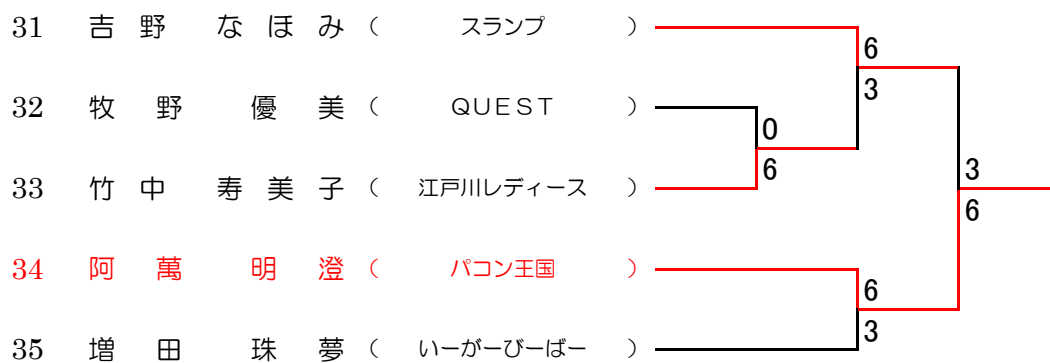 31 吉野 なほみ ( スランプ )
6
3
32 牧野 優美 ( QUEST )
0
6
33 竹中 寿美子 ( 江戸川レディース )
3
6
34 阿萬 明澄 ( パコン王国 )
6
3
35 増田 珠夢 ( いーがーびーばー )